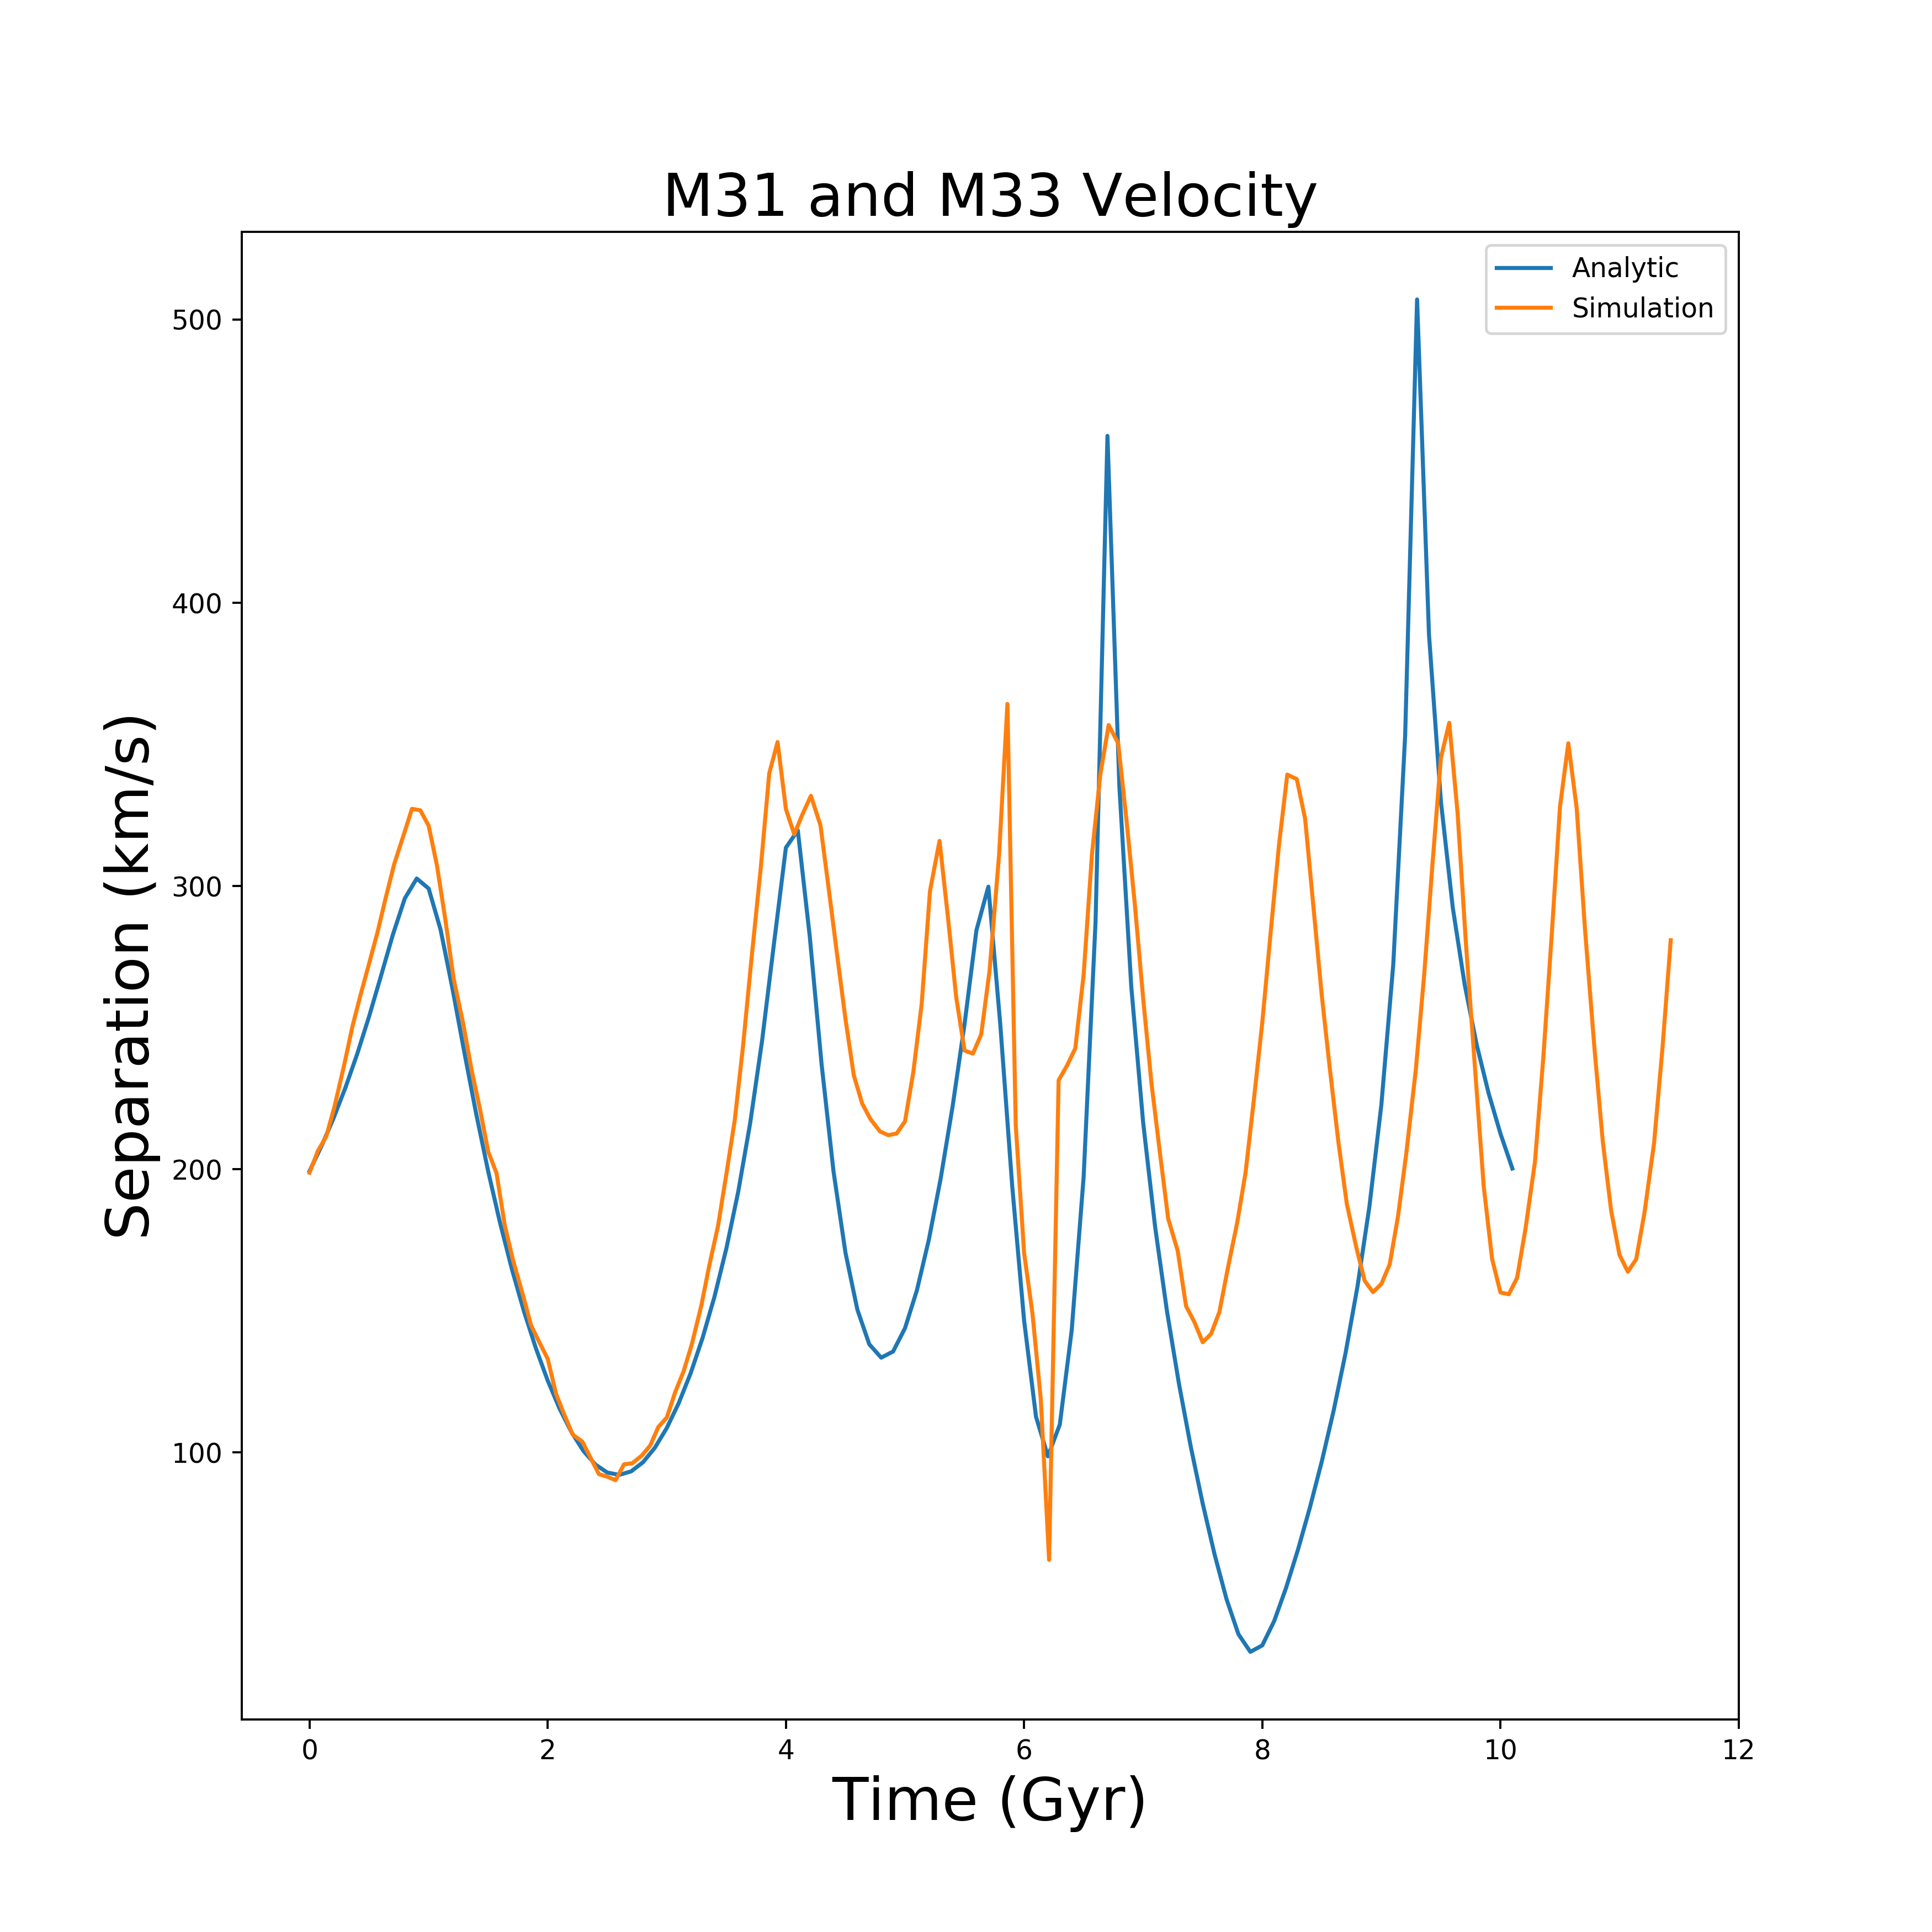 M31 and M33 Velocity
Analytic
Simulation
Separation (km/s)
500
400
300
200
100
0 2 4 6 8 10 12
Time (Gyr)